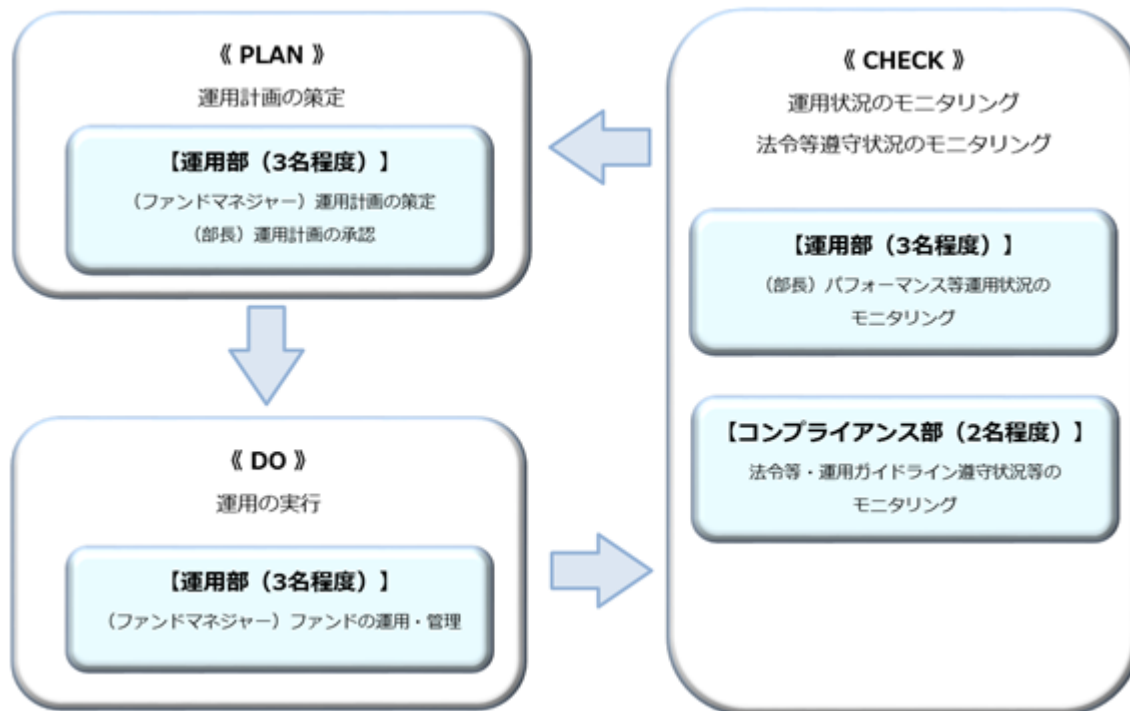 《 PLAN 》
運用計画の策定
【運用部（3名程度）】
（ファンドマネジャー）運用計画の策定
（部長）運用計画の承認
《 DO 》
運用の実行
【運用部（3名程度）】
（ファンドマネジャー）ファンドの運用・管理
《 CHECK 》
運用状況のモニタリング
法令等遵守状況のモニタリング
【運用部（3名程度）】
（部長）パフォーマンス等運用状況の
モニタリング
【コンプライアンス部（2名程度）】
法令等・運用ガイドライン遵守状況等の
モニタリング